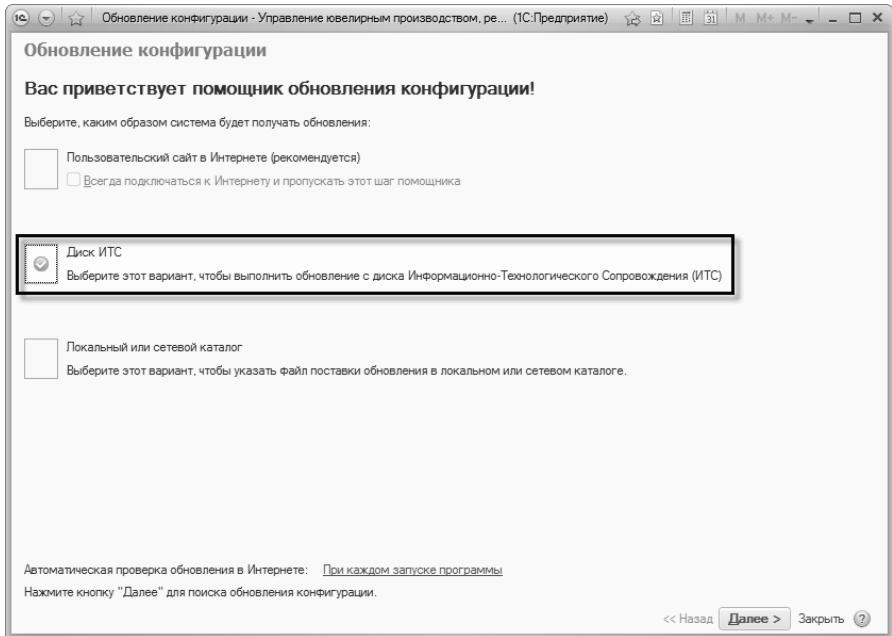 1С Обновление конфигурации - Управление ювелирным производством, ре... (1С:Предприятие) 31 M M+ M-
Обновление конфигурации
Вас приветствует помощник обновления конфигурации!
Выберите, каким образом система будет получать обновления:
Пользовательский сайт в Интернете (рекомендуется)
Всегда подключаться к Интернету и пропускать этот шаг помощника
Диск ИТС
Выберите этот вариант, чтобы выполнить обновление с диска Информационно-Технологического Сопровождения (ИТС)
Локальный или сетевой каталог
Выберите этот вариант, чтобы указать файл поставки обновления в локальном или сетевом каталоге.
Автоматическая проверка обновления в Интернете: При каждом запуске программы
Нажмите кнопку "Далее" для поиска обновления конфигурации.
<< Назад Далее > Закрыть ?